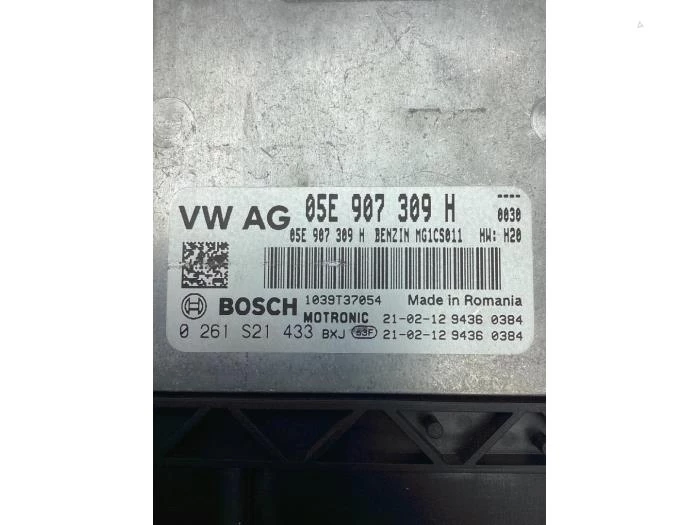 VW AG 05E 907 309 H ----
0030
05E 907 309 H BENZIN MG1CS011 HW: H20
BOSCH 1039T37054 Made in Romania
MOTRONIC 21-02-12 9436 0384
0 261 S21 433 BXJ 53F 21-02-12 9436 0384